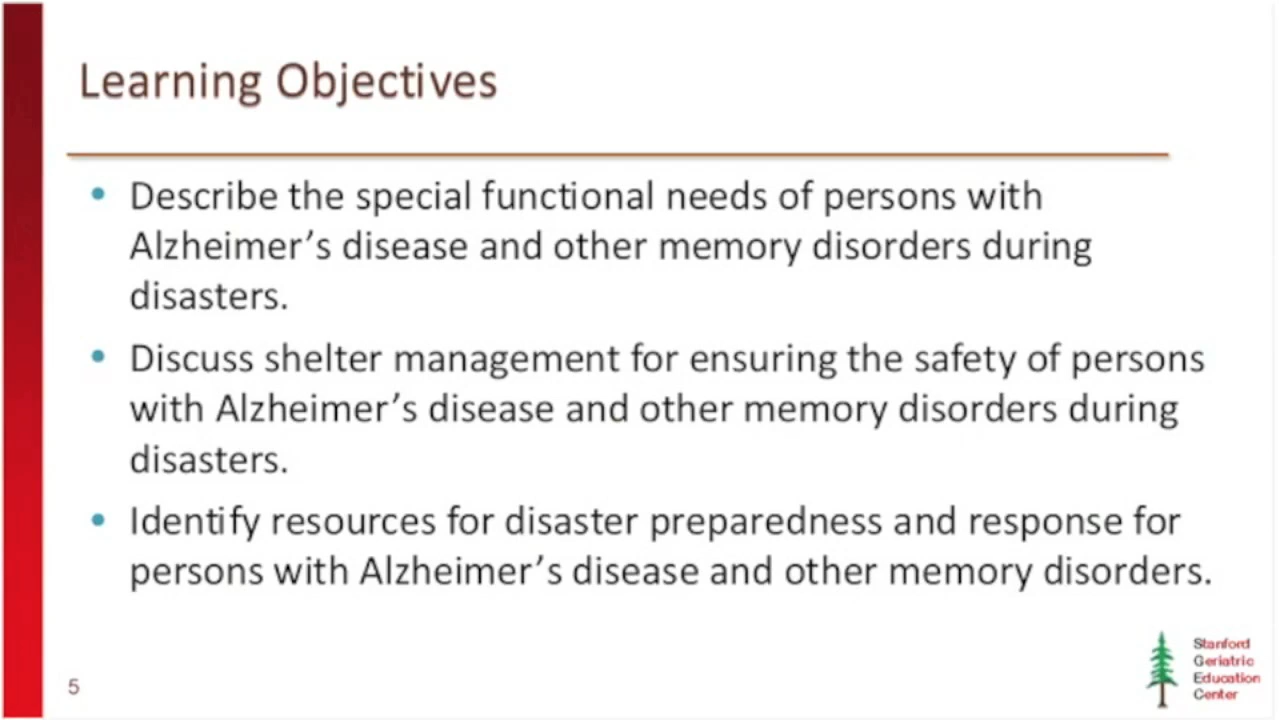 Learning Objectives
• Describe the special functional needs of persons with
Alzheimer’s disease and other memory disorders during
disasters.
• Discuss shelter management for ensuring the safety of persons
with Alzheimer’s disease and other memory disorders during
disasters.
• Identify resources for disaster preparedness and response for
persons with Alzheimer’s disease and other memory disorders.
5
Stanford
Geriatric
Education
Center